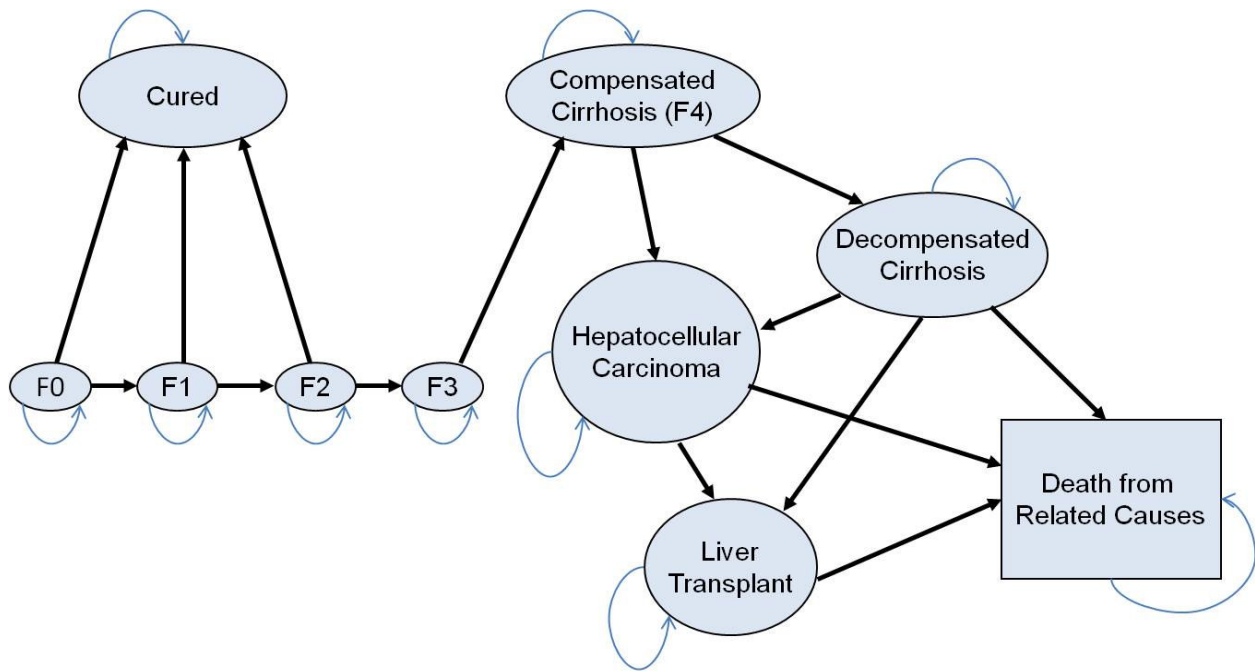 Cured
Compensated
Cirrhosis (F4)
Decompensated
Cirrhosis
Hepatocellular
Carcinoma
F0
F1
F2
F3
Death from
Related Causes
Liver
Transplant